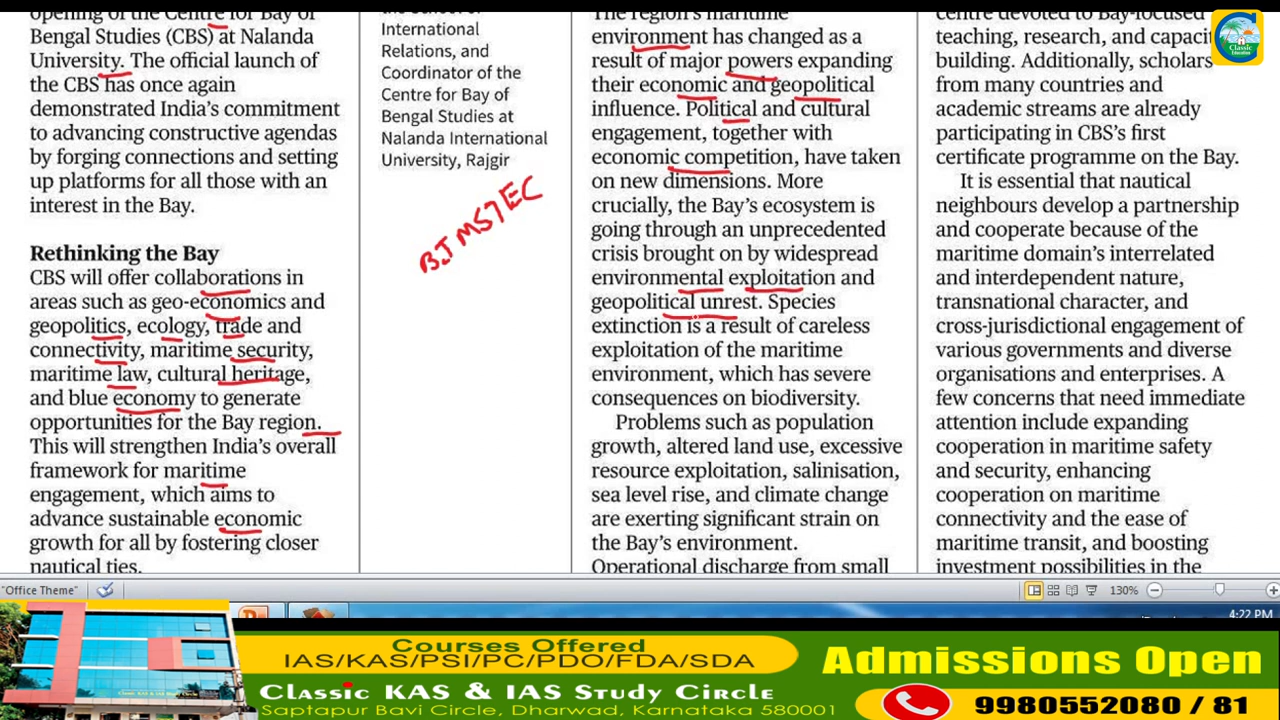 opening of the Centre for Bay of
Bengal Studies (CBS) at Nalanda
University. The official launch of
the CBS has once again
demonstrated India's commitment
to advancing constructive agendas
by forging connections and setting
up platforms for all those with an
interest in the Bay.
Rethinking the Bay
CBS will offer collaborations in
areas such as geo-economics and
geopolitics, ecology, trade and
connectivity, maritime security,
maritime law, cultural heritage,
and blue economy to generate
opportunities for the Bay region.
This will strengthen India's overall
framework for maritime
engagement, which aims to
advance sustainable economic
growth for all by fostering closer
nautical ties.
International
Relations, and
Coordinator of the
Centre for Bay of
Bengal Studies at
Nalanda International
University, Rajgir
BIMSTEC
The region's maritime
environment has changed as a
result of major powers expanding
their economic and geopolitical
influence. Political and cultural
engagement, together with
economic competition, have taken
on new dimensions. More
crucially, the Bay's ecosystem is
going through an unprecedented
crisis brought on by widespread
environmental exploitation and
geopolitical unrest. Species
extinction is a result of careless
exploitation of the maritime
environment, which has severe
consequences on biodiversity.
Problems such as population
growth, altered land use, excessive
resource exploitation, salinisation,
sea level rise, and climate change
are exerting significant strain on
the Bay's environment.
Operational discharge from small
centre devoted to Bay-focused
teaching, research, and capacit
building. Additionally, scholars
from many countries and
academic streams are already
participating in CBS's first
certificate programme on the Bay.
It is essential that nautical
neighbours develop a partnership
and cooperate because of the
maritime domain's interrelated
and interdependent nature,
transnational character, and
cross-jurisdictional engagement of
various governments and diverse
organisations and enterprises. A
few concerns that need immediate
attention include expanding
cooperation in maritime safety
and security, enhancing
cooperation on maritime
connectivity and the ease of
maritime transit, and boosting
investment possibilities in the
Classic
Education
"Office Theme"
130%
4:22 PM
Courses Offered
IAS/KAS/PSI/PC/PDO/FDA/SDA
Classic KAS & IAS Study Circle
Saptapur Bavi Circle, Dharwad, Karnataka 580001
Admissions Open
9980552080 / 81